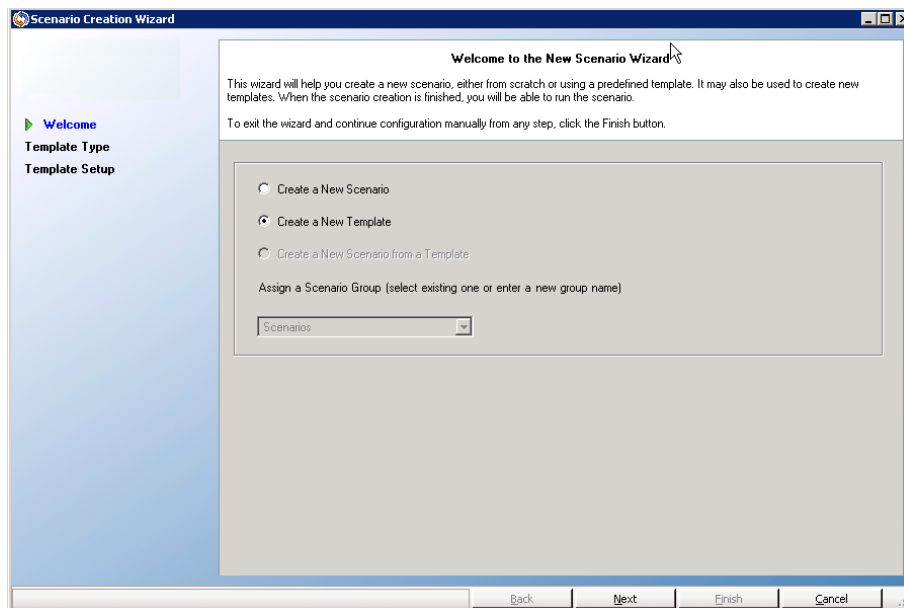 Scenario Creation Wizard
Welcome to the New Scenario Wizard
This wizard will help you create a new scenario, either from scratch or using a predefined template. It may also be used to create new
templates. When the scenario creation is finished, you will be able to run the scenario.
To exit the wizard and continue configuration manually from any step, click the Finish button.
Welcome
Template Type
Template Setup
Create a New Scenario
Create a New Template
Create a New Scenario from a Template
Assign a Scenario Group (select existing one or enter a new group name)
Scenarios
Back
Next
Finish
Cancel